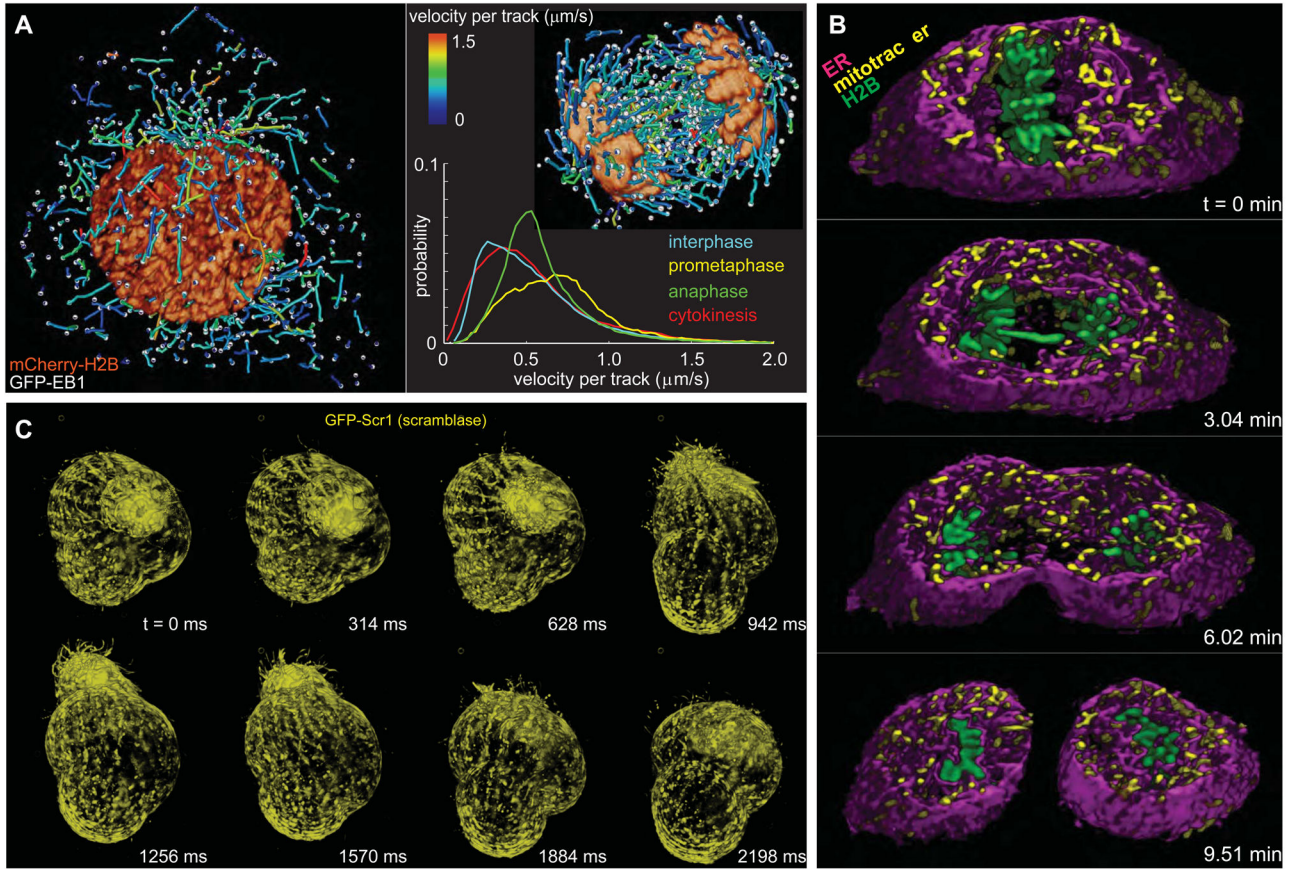 A
velocity per track (μm/s)
1.5
0
0.1
probability
0
interphase
prometaphase
anaphase
cytokinesis
0 0.5 1.0 1.5 2.0
velocity per track (μm/s)
mCherry-H2B
GFP-EB1
B
ER
mitotrac er
H2B
t = 0 min
3.04 min
6.02 min
9.51 min
C
GFP-Scr1 (scramblase)
t = 0 ms
314 ms
628 ms
942 ms
1256 ms
1570 ms
1884 ms
2198 ms